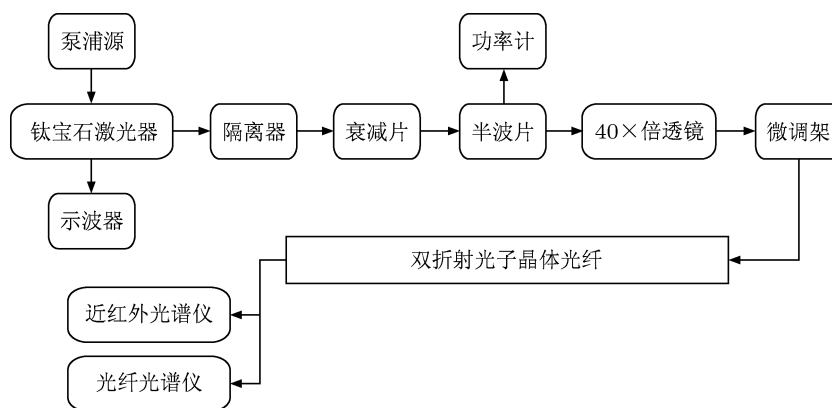 泵浦源
功率计
钛宝石激光器
隔离器
衰减片
半波片
40×倍透镜
微调架
示波器
双折射光子晶体光纤
近红外光谱仪
光纤光谱仪